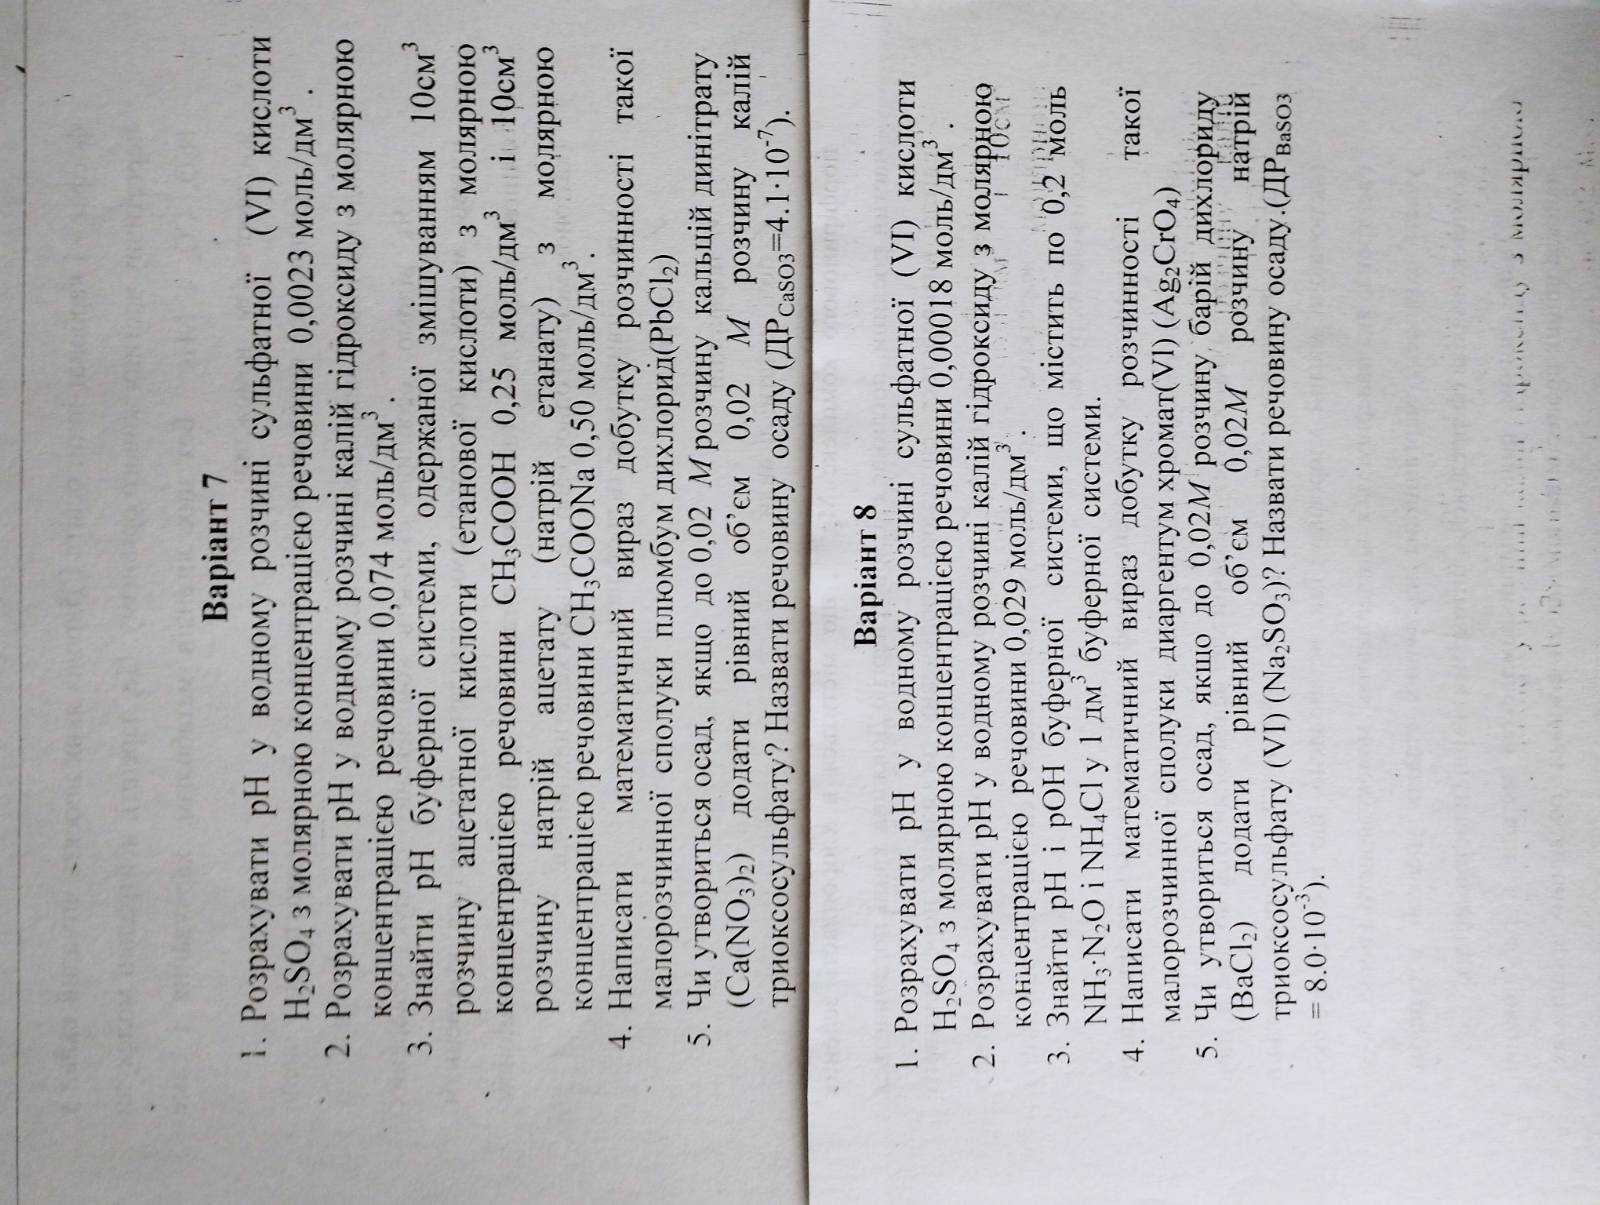 Варіант 7
1. Розрахувати рН у водному розчині сульфатної (VI) кислоти
H₂SO₄ з молярною концентрацією речовини 0,0023 моль/дм³.
2. Розрахувати рН у водному розчині калій гідроксиду з молярною
концентрацією речовини 0,074 моль/дм³.
3. Знайти рН буферної системи, одержаної змішуванням 10см³
розчину ацетатної кислоти (етанової кислоти) з молярною
концентрацією речовини CH₃COOH 0,25 моль/дм³ і 10см³
розчину натрій ацетату (натрій етанату) з молярною
концентрацією речовини CH₃COONa 0,50 моль/дм³.
4. Написати математичний вираз добутку розчинності такої
малорозчинної сполуки плюмбум дихлорид(PbCl₂)
5. Чи утвориться осад, якщо до 0,02 М розчину кальцій динітрату
(Ca(NO₃)₂) додати рівний об’єм 0,02 М розчину калій
триоксосульфату? Назвати речовину осаду (ДРCaSO3=4.1·10⁻⁷).
Варіант 8
1. Розрахувати рН у водному розчині сульфатної (VI) кислоти
H₂SO₄ з молярною концентрацією речовини 0,00018 моль/дм³.
2. Розрахувати рН у водному розчині калій гідроксиду з молярною
концентрацією речовини 0,029 моль/дм³.
3. Знайти рН і рОН буферної системи, що містить по 0,2 моль
NH₃·N₂O і NH₄Cl у 1 дм³ буферної системи.
4. Написати математичний вираз добутку розчинності такої
малорозчинної сполуки диаргентум хромат(VI) (Ag₂CrO₄)
5. Чи утвориться осад, якщо до 0,02М розчину барій дихлориду
(BaCl₂) додати рівний об’єм 0,02М розчину натрій
триоксосульфату (VI) (Na₂SO₃)? Назвати речовину осаду.(ДРBaSO3
= 8.0·10⁻³).